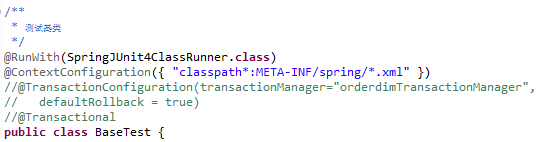 /**
* 测试基类
*/
@RunWith(SpringJUnit4ClassRunner.class)
@ContextConfiguration({ "classpath*:META-INF/spring/*.xml" })
//@TransactionConfiguration(transactionManager="orderdimTransactionManager",
// defaultRollback = true)
//@Transactional
public class BaseTest {